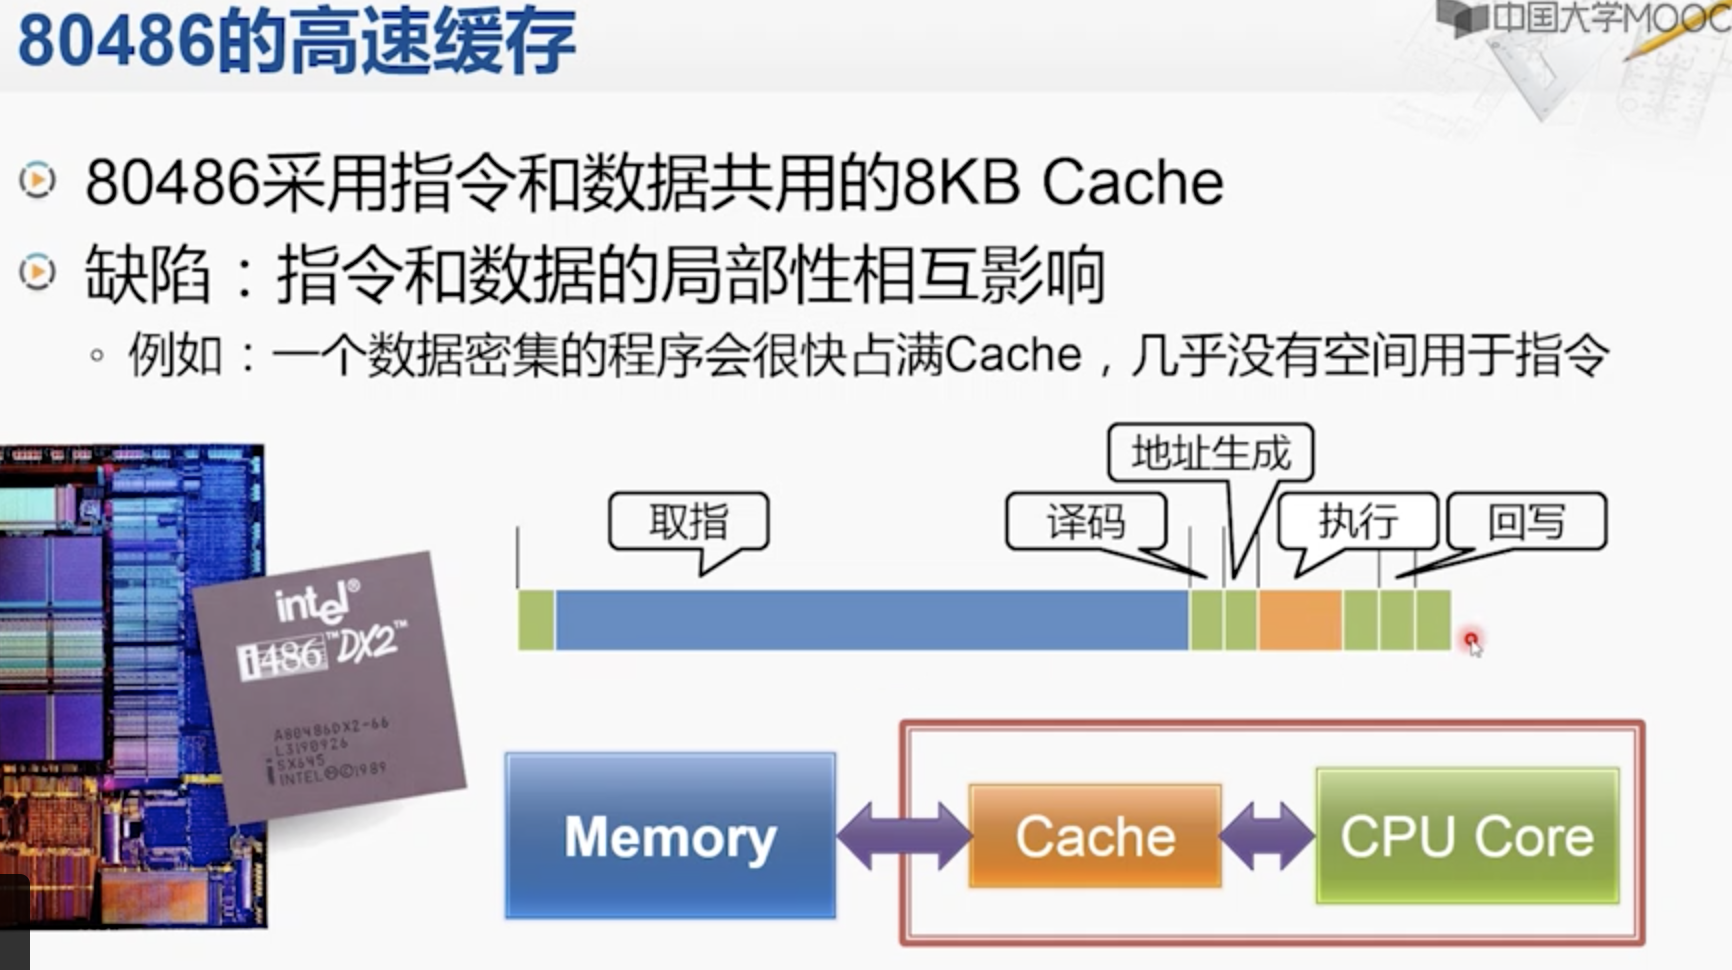 80486的高速缓存
中国大学MOOC
80486采用指令和数据共用的8KB Cache
缺陷：指令和数据的局部性相互影响
例如：一个数据密集的程序会很快占满Cache，几乎没有空间用于指令
地址生成
取指
译码
执行
回写
intel®
i486™DX2™
A80486DX2-66
L3190926
SX645
INTEL©1989
Memory
Cache
CPU Core